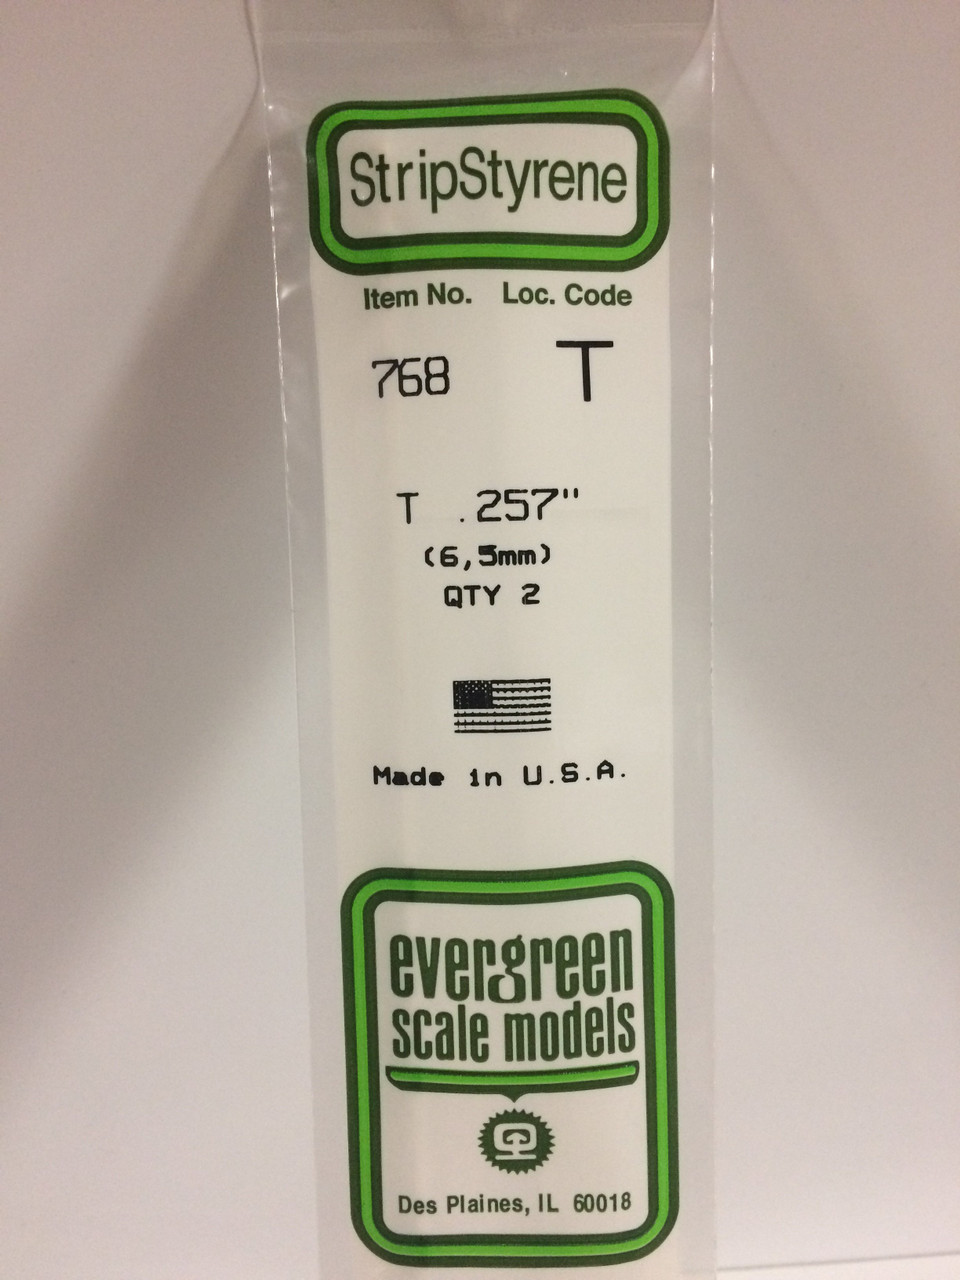 StripStyrene
Item No. Loc. Code
768 T
T .257"
(6,5mm)
QTY 2
Made in U.S.A.
evergreen
scale models
Des Plaines, IL 60018